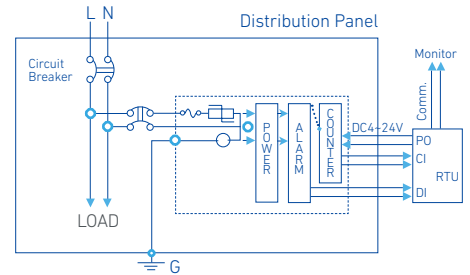 L N
Distribution Panel
Circuit
Breaker
Monitor
Comm.
POWER
ALARM
COUNTER
DC4~24V
PO
CI
RTU
DI
LOAD
G